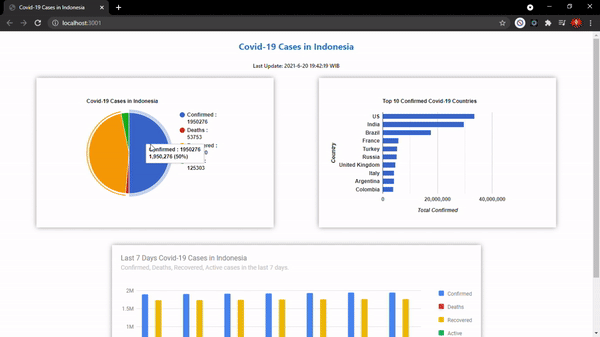 Covid-19 Cases in Indonesia
localhost:3001
Covid-19 Cases in Indonesia
Last Update: 2021-6-20 19:42:19 WIB
Covid-19 Cases in Indonesia
Confirmed :
1950276
Deaths :
53753
Confirmed : 1950276
1,950,276 (50%)
125303
Top 10 Confirmed Covid-19 Countries
Country
US
India
Brazil
France
Turkey
Russia
United Kingdom
Italy
Argentina
Colombia
0 20,000,000 40,000,000
Total Confirmed
Last 7 Days Covid-19 Cases in Indonesia
Confirmed, Deaths, Recovered, Active cases in the last 7 days.
2M
1.5M
1M
Confirmed
Deaths
Recovered
Active